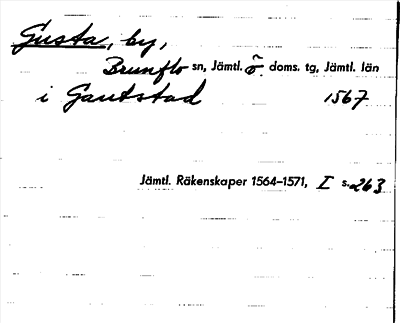 Gusta, by,
Brunflo sn, Jämtl. ö. doms. tg, Jämtl. län
i Gautstad 1567
Jämtl. Räkenskaper 1564–1571, I s. 263